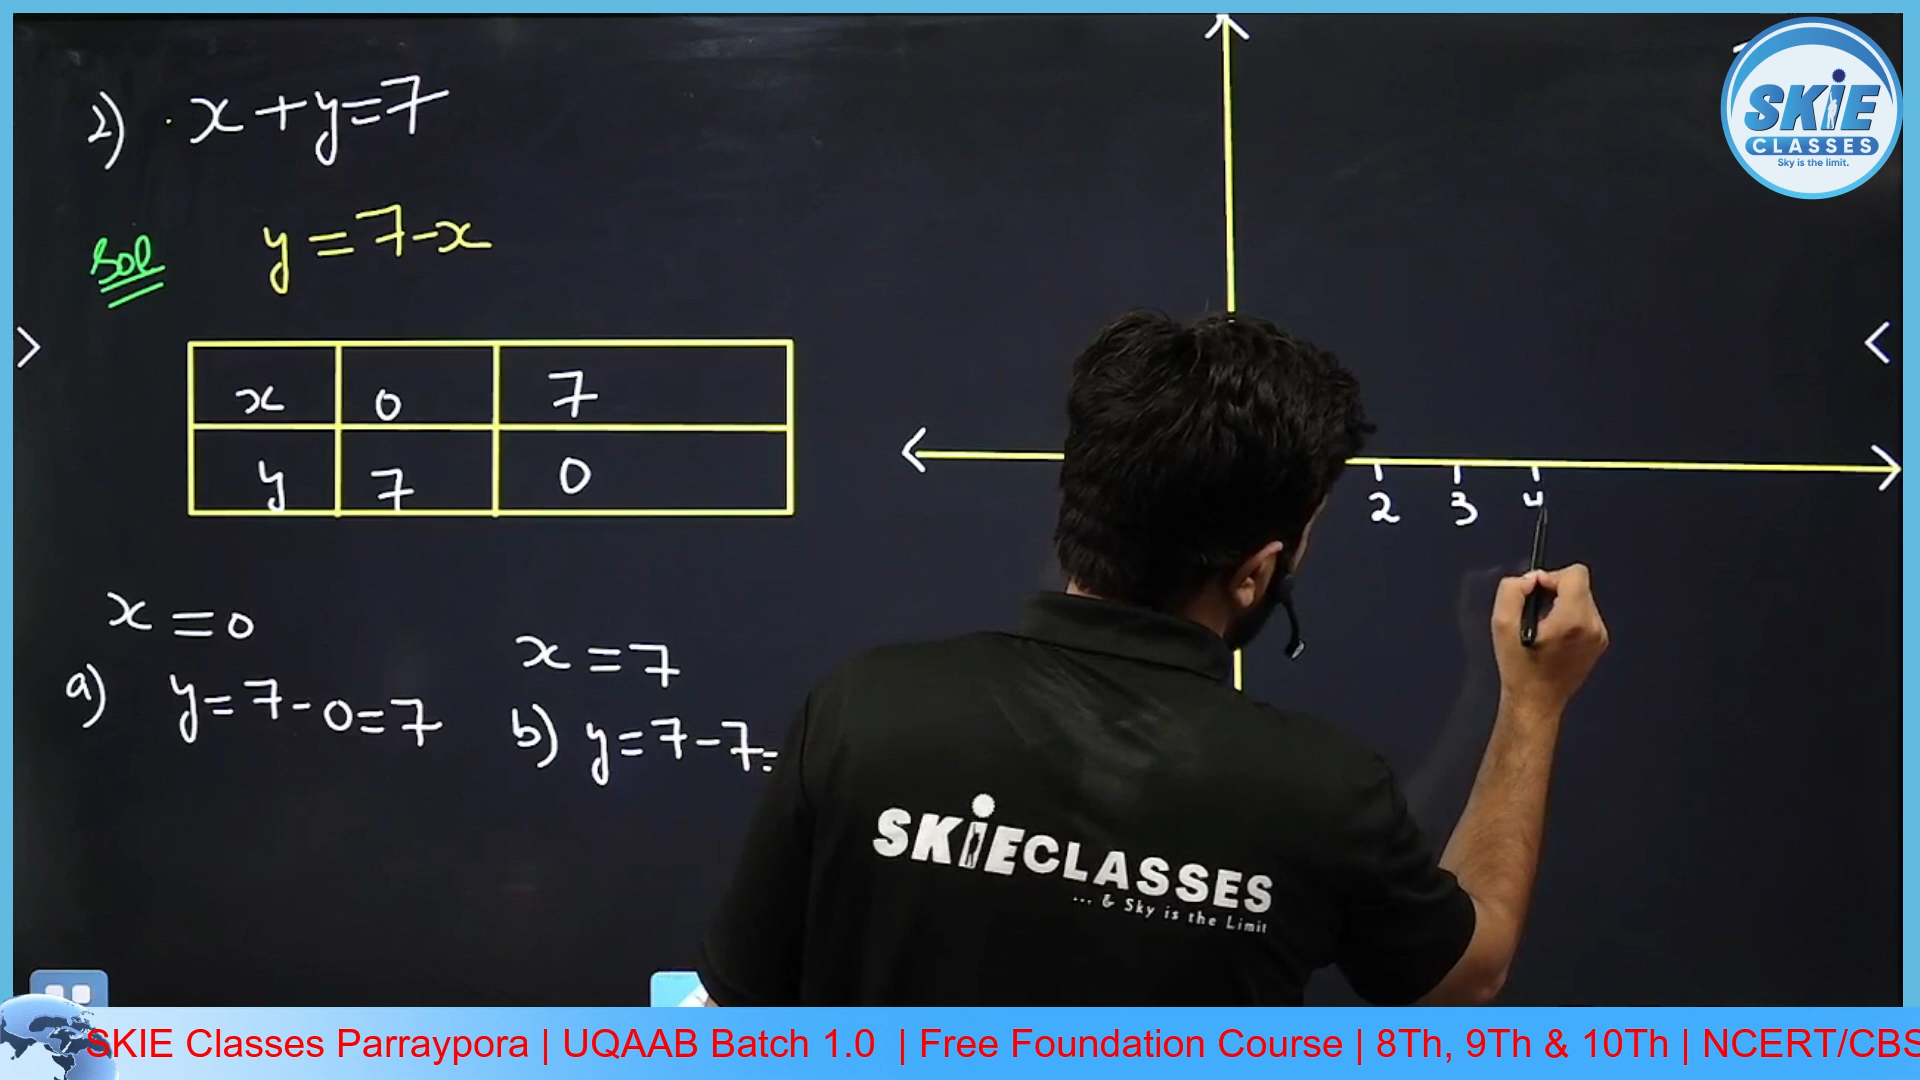 2) x+y=7
Sol y=7-x
x 0 7
y 7 0
x=0
a) y=7-0=7
x=7
b) y=7-7=
2 3 4
SKIE
CLASSES
Sky is the limit.
SKIECLASSES
... & Sky is the Limit
SKIE Classes Parraypora | UQAAB Batch 1.0 | Free Foundation Course | 8Th, 9Th & 10Th | NCERT/CBS